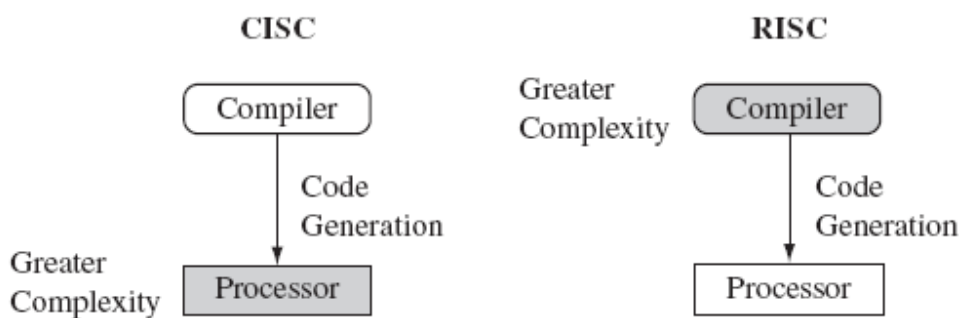 CISC
Compiler
Code
Generation
Greater
Complexity
Processor
RISC
Greater
Complexity
Compiler
Code
Generation
Processor